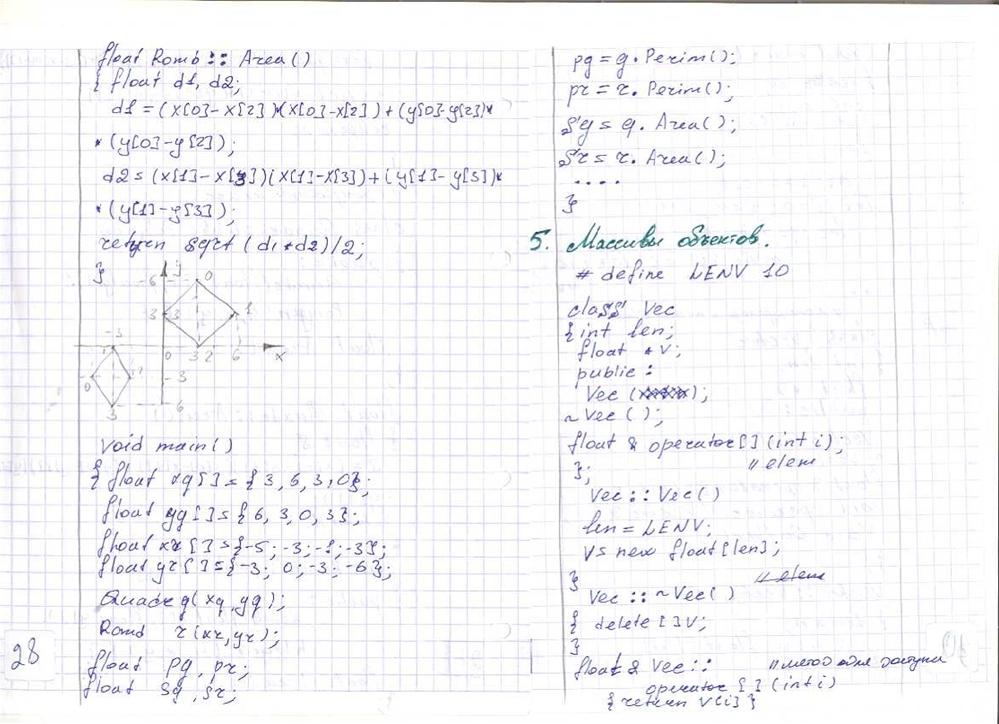 float Romb :: Area()
{ float d1, d2;
d1 = (x[0]-x[2])*(x[0]-x[2])+(y[0]-y[2])*
*(y[0]-y[2]);
d2 = (x[1]-x[3])(x[1]-x[3])+(y[1]-y[3])*
*(y[1]-y[3]);
return sqrt(d1*d2)/2;
}
-6 y 0
3 3 1
-3 0 3 2 6 x
0 1 -3
3 -6
void main()
{ float xq[]={3, 6, 3, 0};
float yq[]={6, 3, 0, 3};
float xr[]={-5; -3; -1; -3};
float yr[]={-3; 0; -3; -6};
Quadr q(xq, yq);
Romd r(xr, yr);
float pq, pr;
float sq, sr;
28
pq = q.Perim();
pr = r.Perim();
Sq = q.Area();
Sr = r.Area();
....
}
5. Массивы объектов.
# define LENV 10
class Vec
{ int len;
float *v;
public:
Vec ( );
~Vec ();
float & operator[](int i);
}; // elem
Vec :: Vec()
len = LENV;
v = new float[len];
} // elem
Vec :: ~Vec()
{ delete []v;
}
float & Vec :: // метод для доступа
operator [](int i)
{return v[i]}